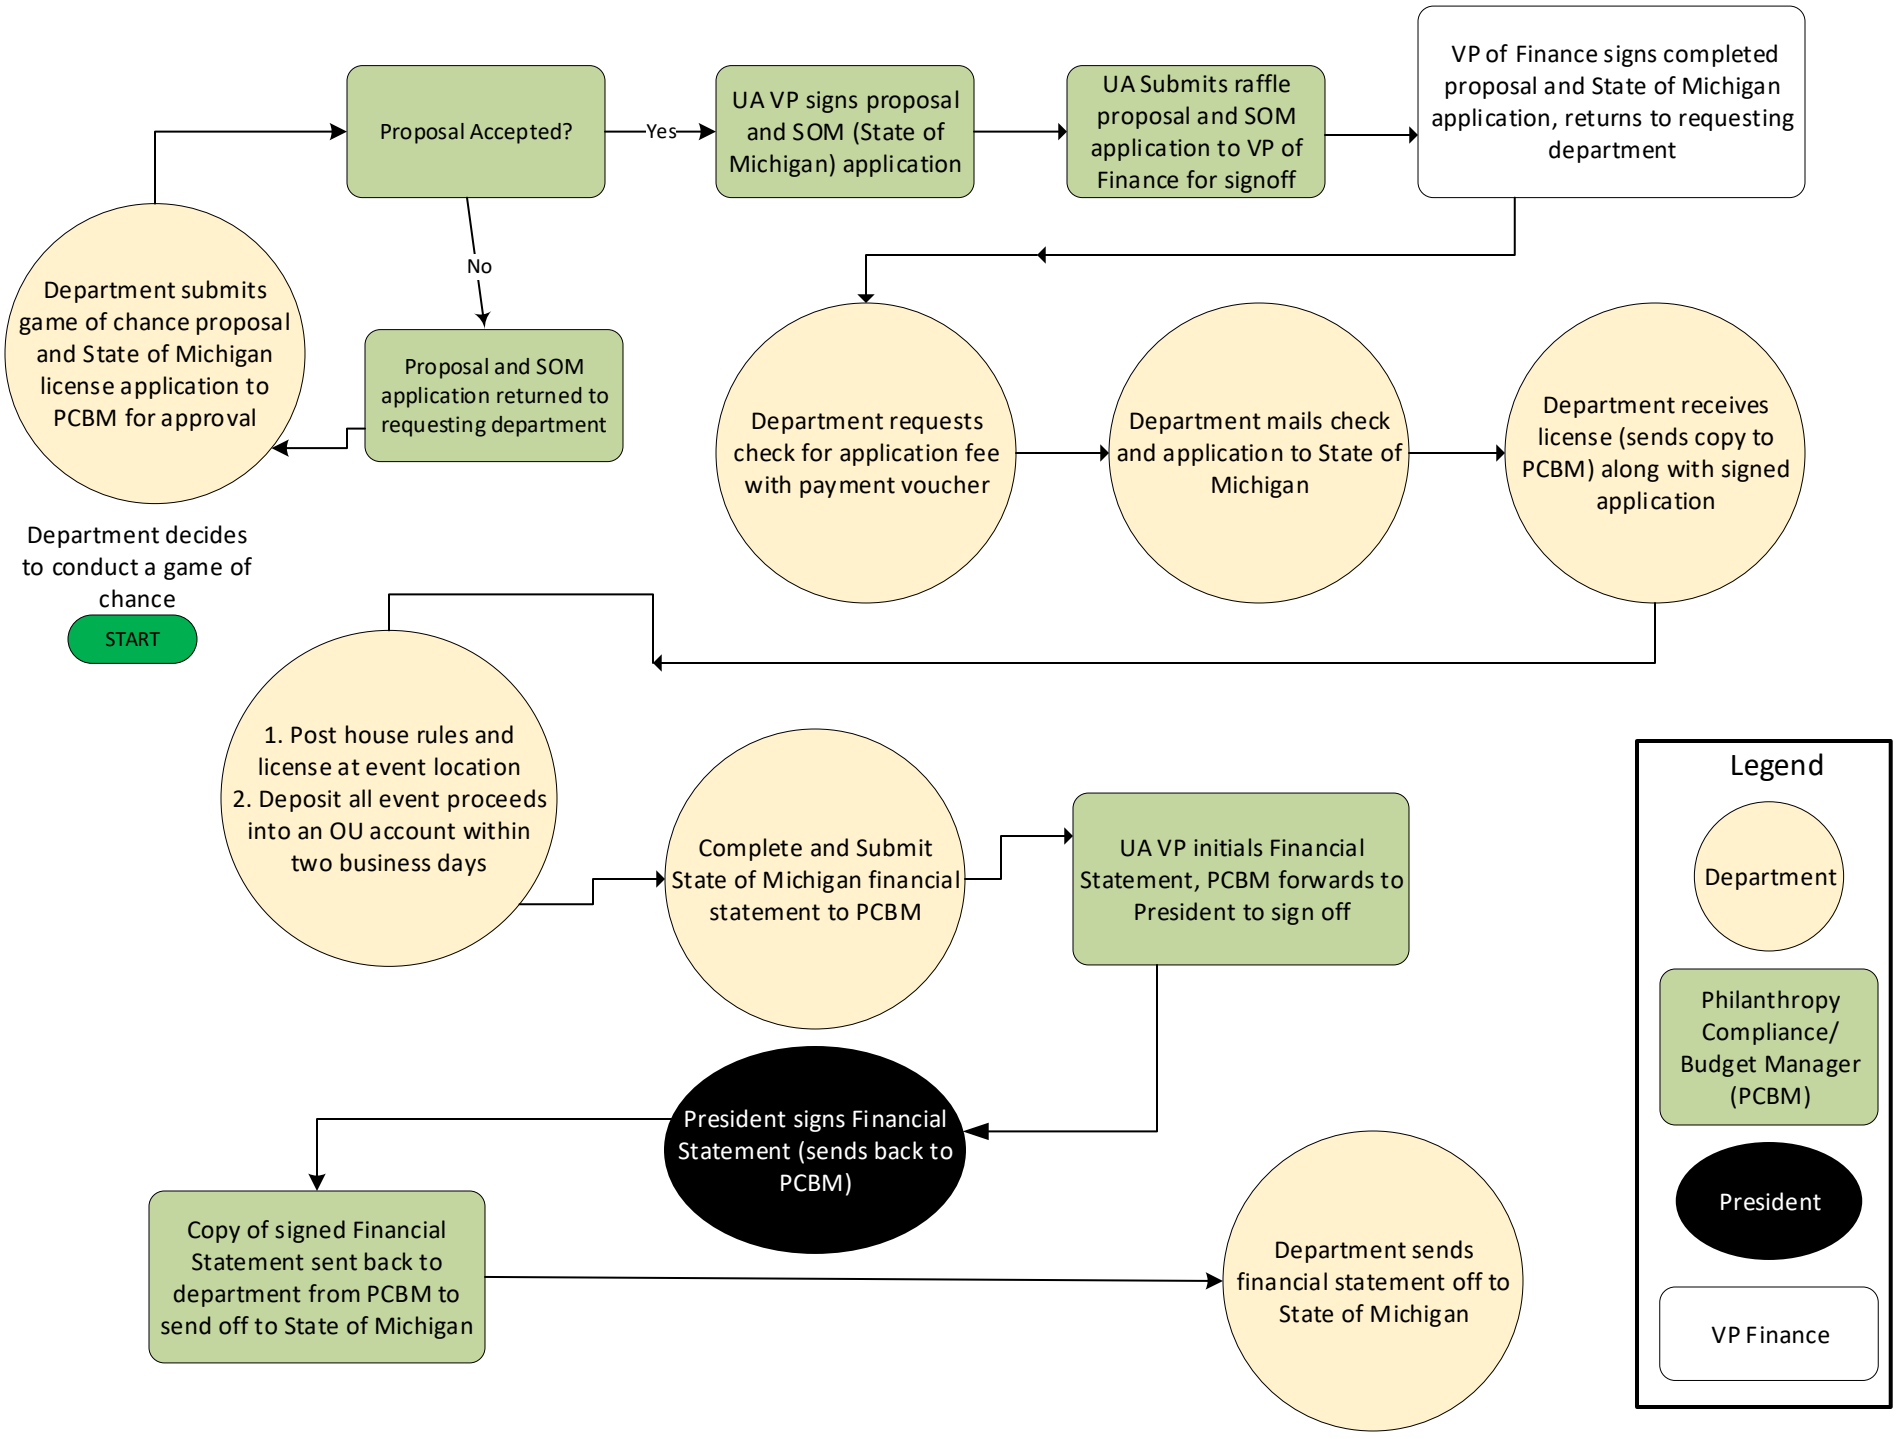 Proposal Accepted?
Yes
UA VP signs proposal
and SOM (State of
Michigan) application
UA Submits raffle
proposal and SOM
application to VP of
Finance for signoff
VP of Finance signs completed
proposal and State of Michigan
application, returns to requesting
department
No
Department submits
game of chance proposal
and State of Michigan
license application to
PCBM for approval
Proposal and SOM
application returned to
requesting department
Department requests
check for application fee
with payment voucher
Department mails check
and application to State of
Michigan
Department receives
license (sends copy to
PCBM) along with signed
application
Department decides
to conduct a game of
chance
START
1. Post house rules and
license at event location
2. Deposit all event proceeds
into an OU account within
two business days
Complete and Submit
State of Michigan financial
statement to PCBM
UA VP initials Financial
Statement, PCBM forwards to
President to sign off
President signs Financial
Statement (sends back to
PCBM)
Copy of signed Financial
Statement sent back to
department from PCBM to
send off to State of Michigan
Department sends
financial statement off to
State of Michigan
Legend
Department
Philanthropy
Compliance/
Budget Manager
(PCBM)
President
VP Finance